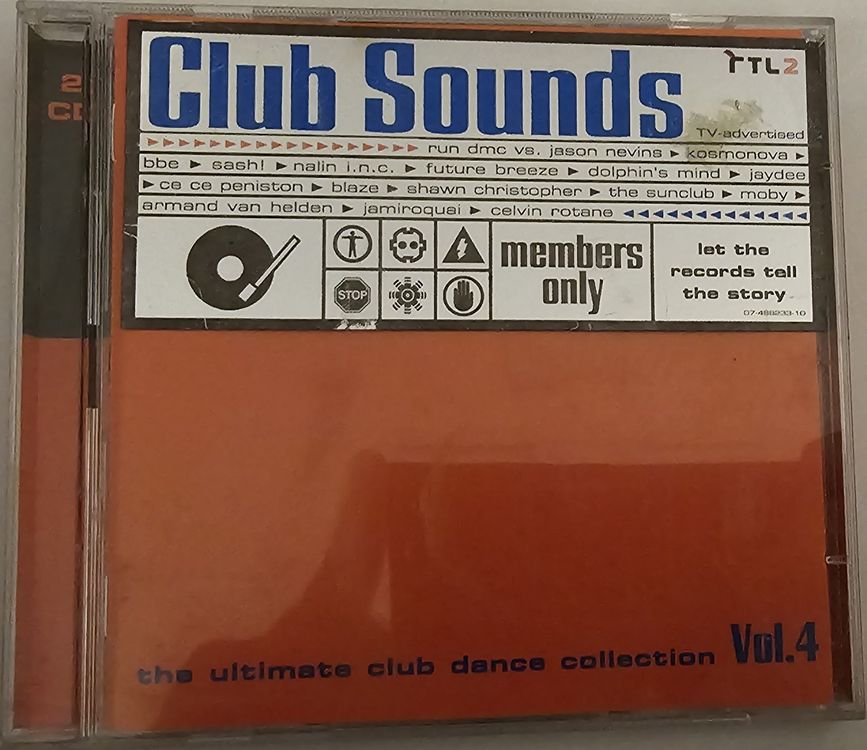 2
CD
Club Sounds
RTL2
TV-advertised
run dmc vs. jason nevins ▶ kosmonova ▶
bbe ▶ sash! ▶ nalin i.n.c. ▶ future breeze ▶ dolphin's mind ▶ jaydee
▶ ce ce peniston ▶ blaze ▶ shawn christopher ▶ the sunclub ▶ moby ▶
armand van helden ▶ jamiroquai ▶ celvin rotane
STOP
members
only
let the
records tell
the story
07-488233-10
the ultimate club dance collection Vol.4